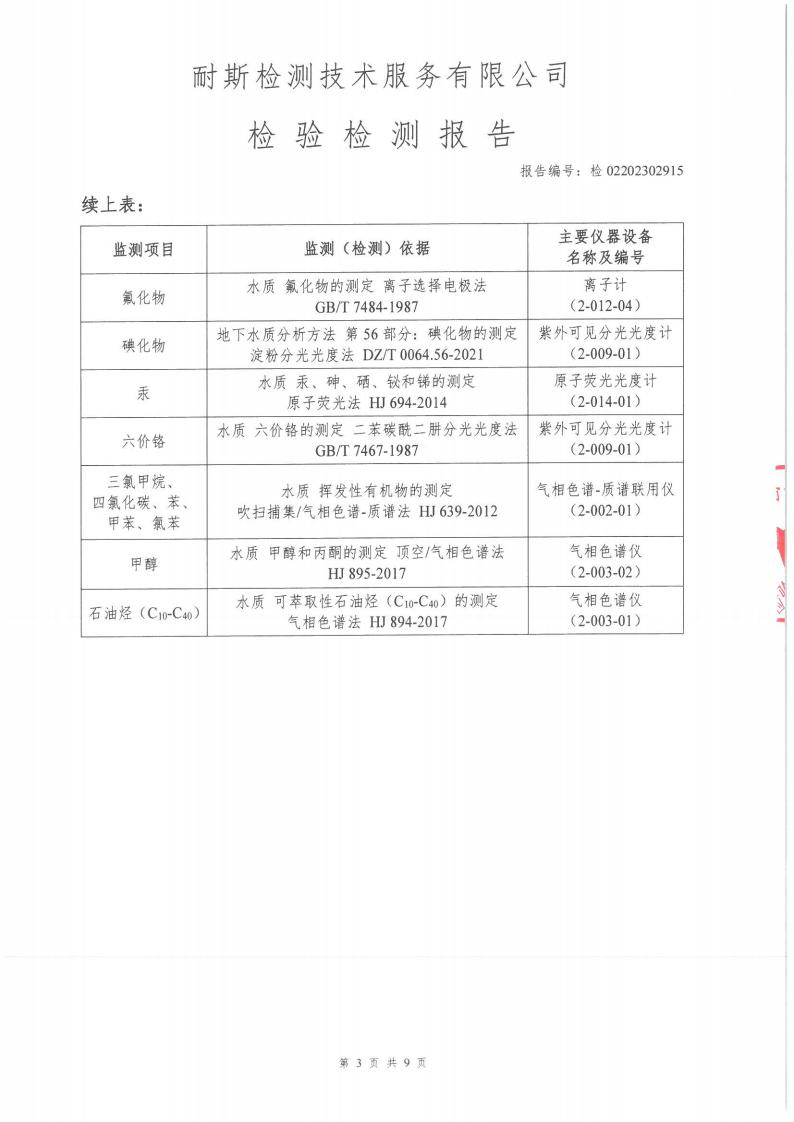 耐斯检测技术服务有限公司
检验检测报告
报告编号：检 02202302915
续上表：
监测项目
监测（检测）依据
主要仪器设备
名称及编号
氟化物
水质 氟化物的测定 离子选择电极法
GB/T 7484-1987
离子计
（2-012-04）
碘化物
地下水质分析方法 第 56 部分：碘化物的测定
淀粉分光光度法 DZ/T 0064.56-2021
紫外可见分光光度计
（2-009-01）
汞
水质 汞、砷、硒、铋和锑的测定
原子荧光法 HJ 694-2014
原子荧光光度计
（2-014-01）
六价铬
水质 六价铬的测定 二苯碳酰二肼分光光度法
GB/T 7467-1987
紫外可见分光光度计
（2-009-01）
三氯甲烷、
四氯化碳、苯、
甲苯、氯苯
水质 挥发性有机物的测定
吹扫捕集/气相色谱-质谱法 HJ 639-2012
气相色谱-质谱联用仪
（2-002-01）
甲醇
水质 甲醇和丙酮的测定 顶空/气相色谱法
HJ 895-2017
气相色谱仪
（2-003-02）
石油烃（C10-C40）
水质 可萃取性石油烃（C10-C40）的测定
气相色谱法 HJ 894-2017
气相色谱仪
（2-003-01）
第 3 页 共 9 页